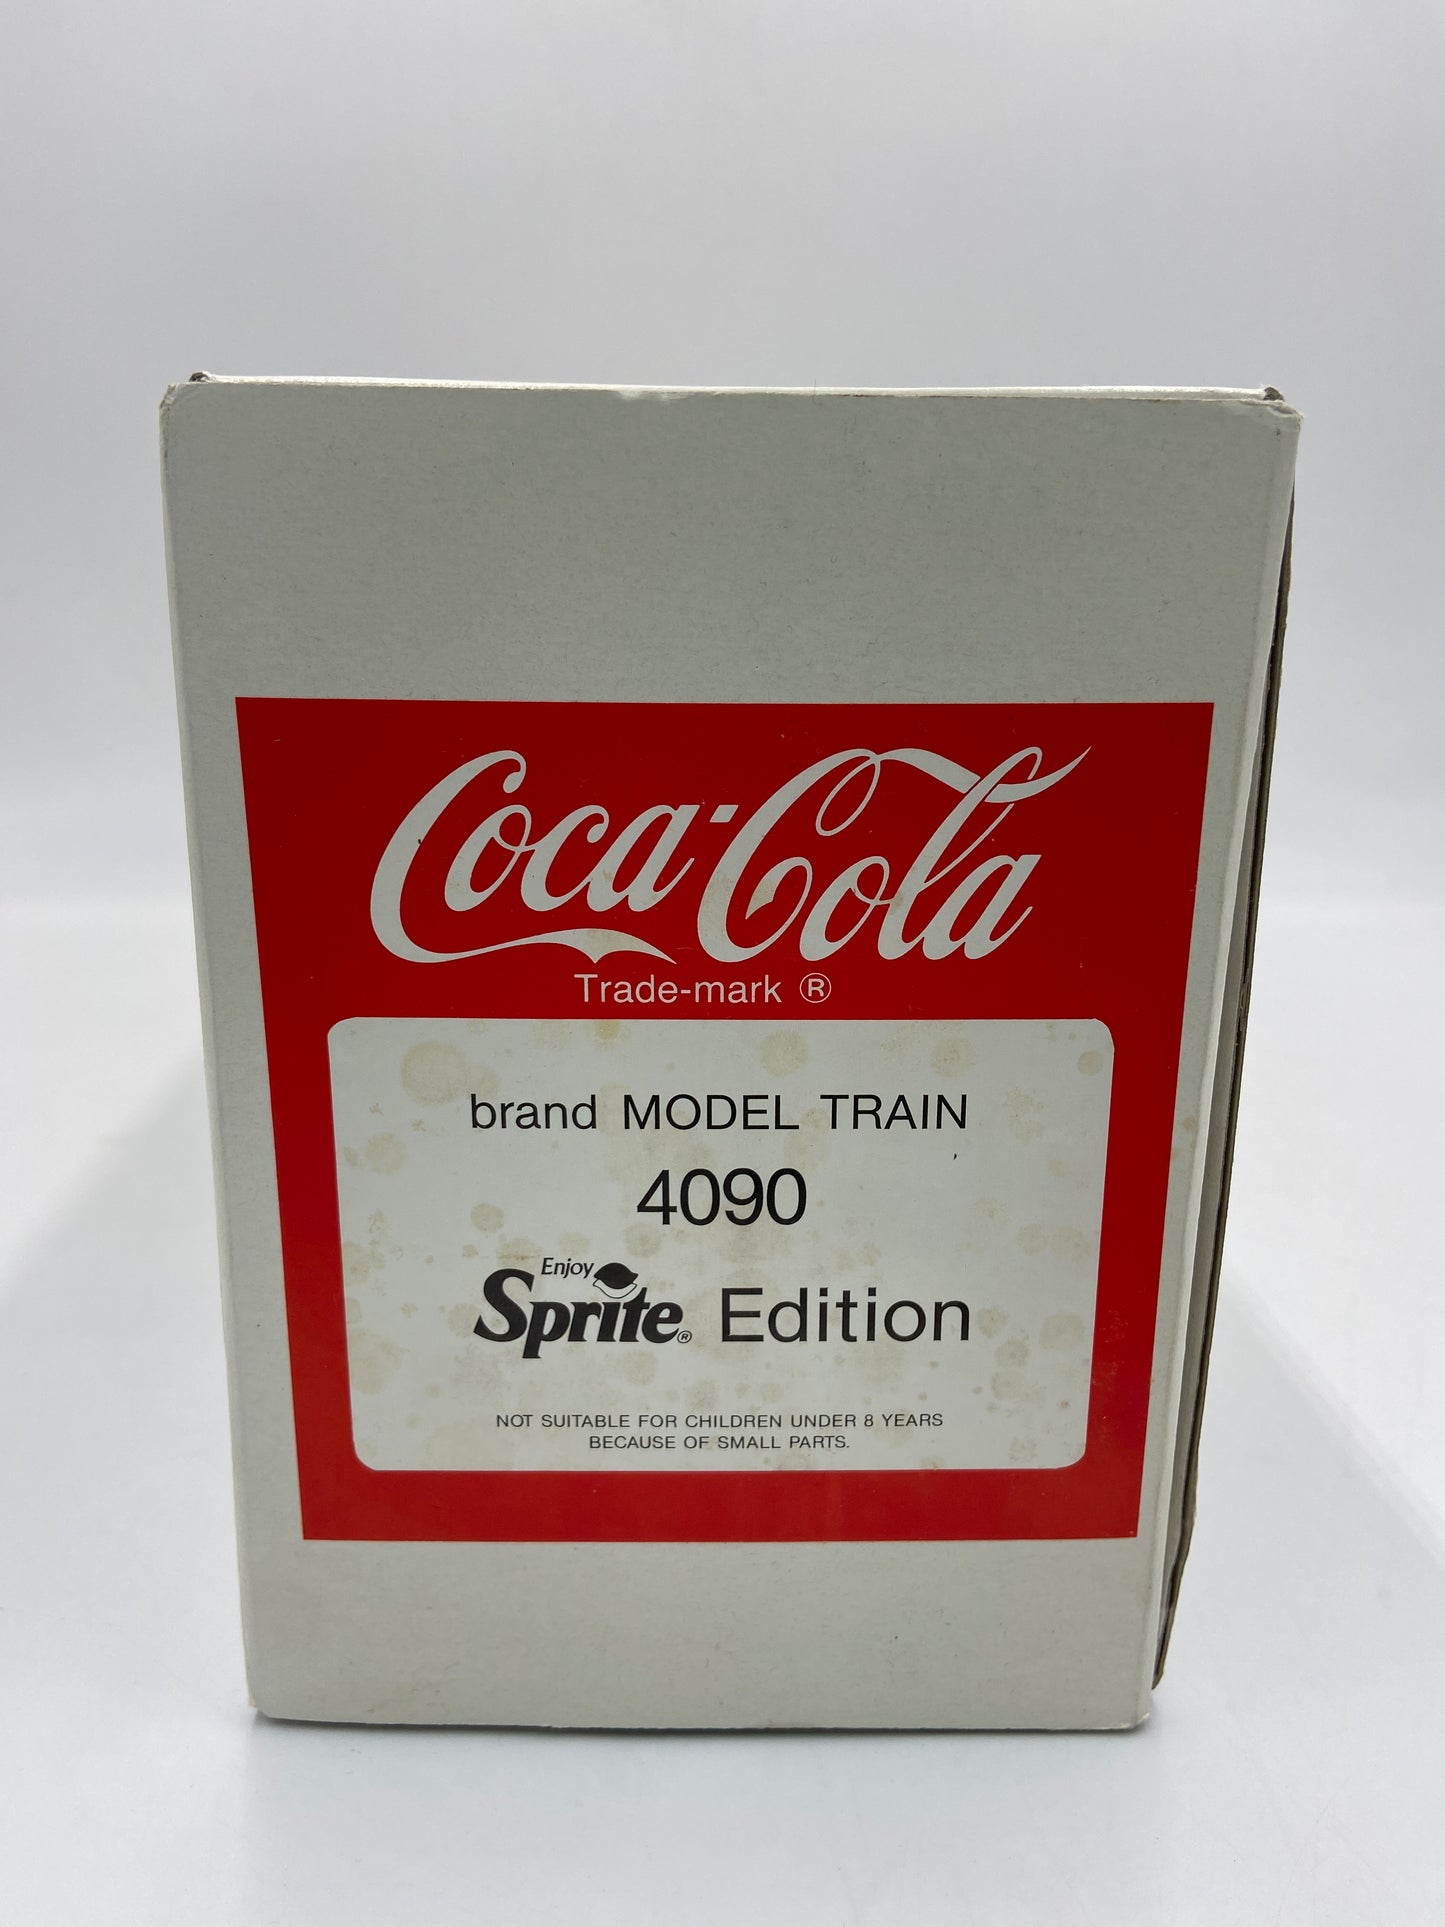 Coca-Cola
Trade-mark ®
brand MODEL TRAIN
4090
Enjoy
Sprite® Edition
NOT SUITABLE FOR CHILDREN UNDER 8 YEARS
BECAUSE OF SMALL PARTS.